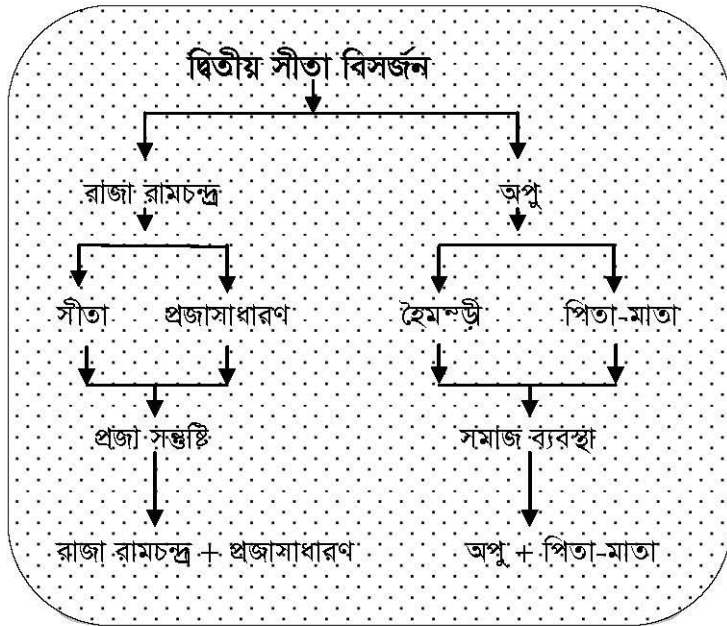 দ্বিতীয় সীতা বিসর্জন
রাজা রামচন্দ্র অপু
সীতা প্রজাসাধারণ হৈমন্তী পিতা-মাতা
প্রজা সন্তুষ্টি সমাজ ব্যবস্থা
রাজা রামচন্দ্র + প্রজাসাধারণ অপু + পিতা-মাতা